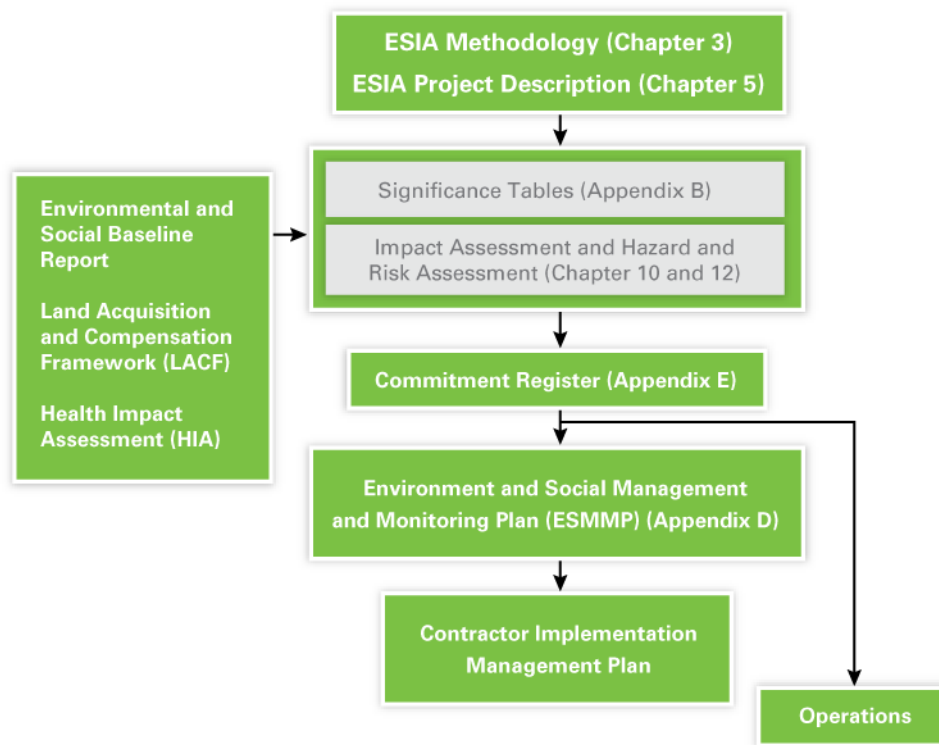 ESIA Methodology (Chapter 3)
ESIA Project Description (Chapter 5)
Significance Tables (Appendix B)
Impact Assessment and Hazard and
Risk Assessment (Chapter 10 and 12)
Environmental and
Social Baseline
Report
Land Acquisition
and Compensation
Framework (LACF)
Health Impact
Assessment (HIA)
Commitment Register (Appendix E)
Environment and Social Management
and Monitoring Plan (ESMMP) (Appendix D)
Contractor Implementation
Management Plan
Operations